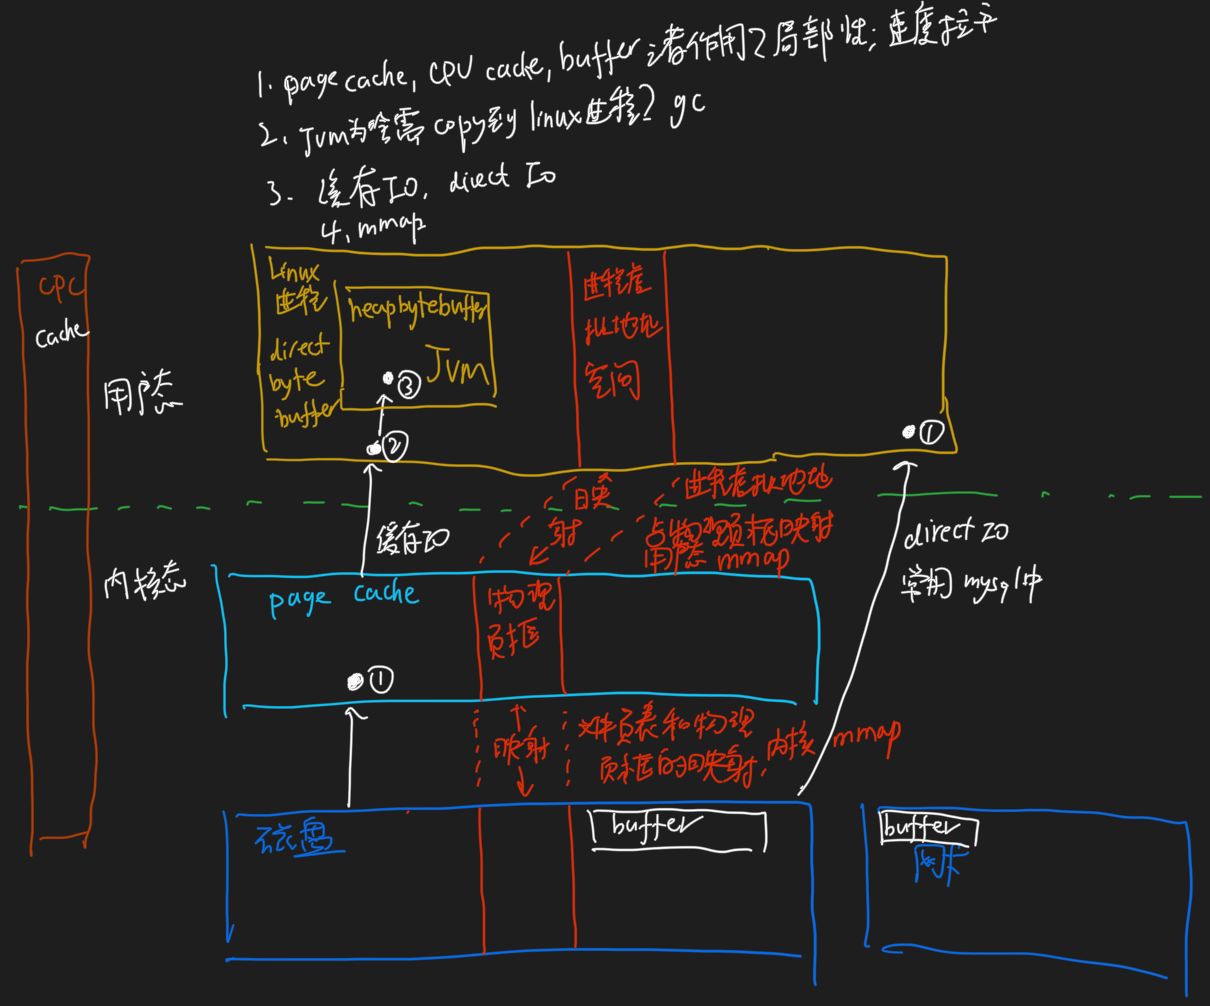 1. page cache, CPU cache, buffer 三者作用? 局部性; 速度拉平
2. Jvm为啥需copy到linux进程? gc
3. 缓存IO, direct IO
4. mmap
CPC
cache
用户态
内核态
Linux
进程
direct
byte
buffer
heapbytebuffer
Jvm
③
②
进程虚
拟地址
空间
①
缓存IO
映
射
进程虚拟地址
与物理页框映射
用户态 mmap
direct IO
常用 mysql中
page cache
①
物理
页框
映射
文件页表和物理
页框的映射, 内核 mmap
磁盘
buffer
buffer
网卡